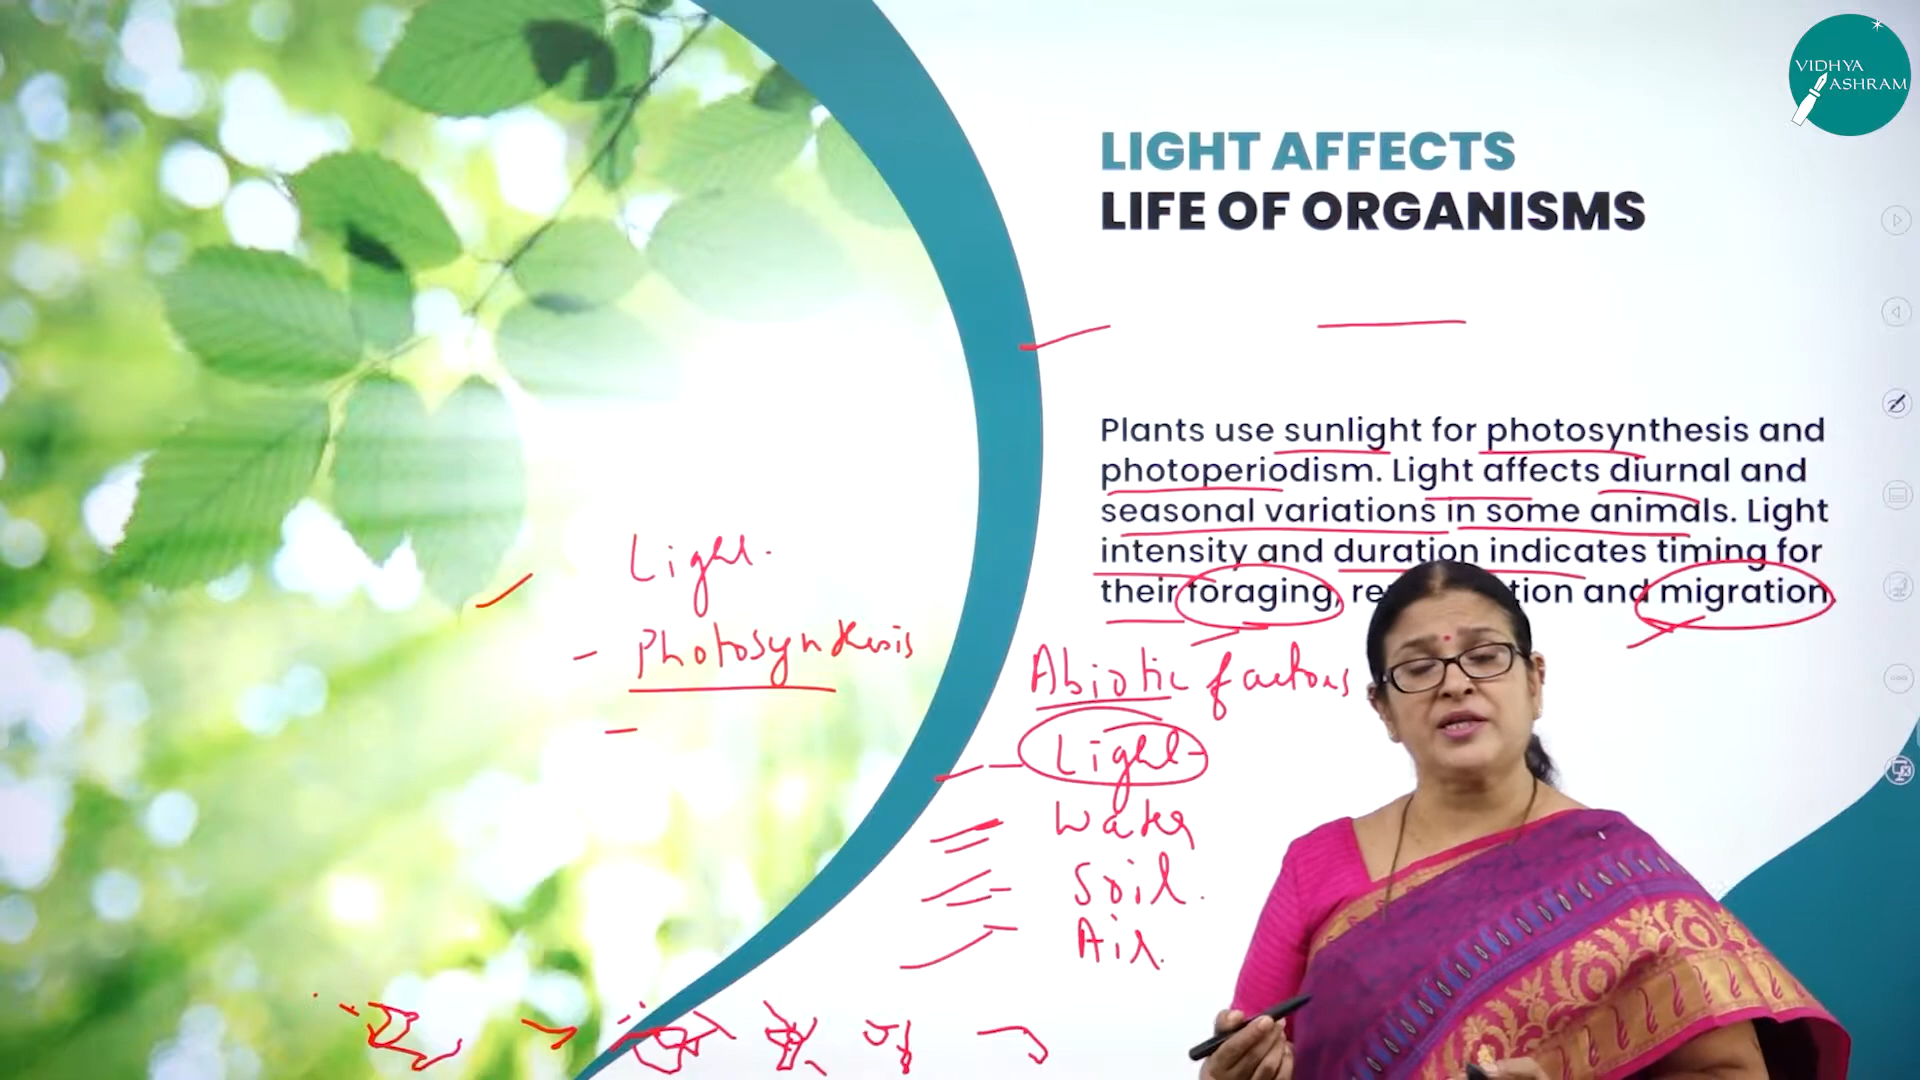 VIDHYA
ASHRAM
LIGHT AFFECTS
LIFE OF ORGANISMS
Plants use sunlight for photosynthesis and
photoperiodism. Light affects diurnal and
seasonal variations in some animals. Light
intensity and duration indicates timing for
their foraging, re tion and migration
Light.
- Photosynthesis
-
Abiotic factors
- Light-
Water
- Soil.
- Air.